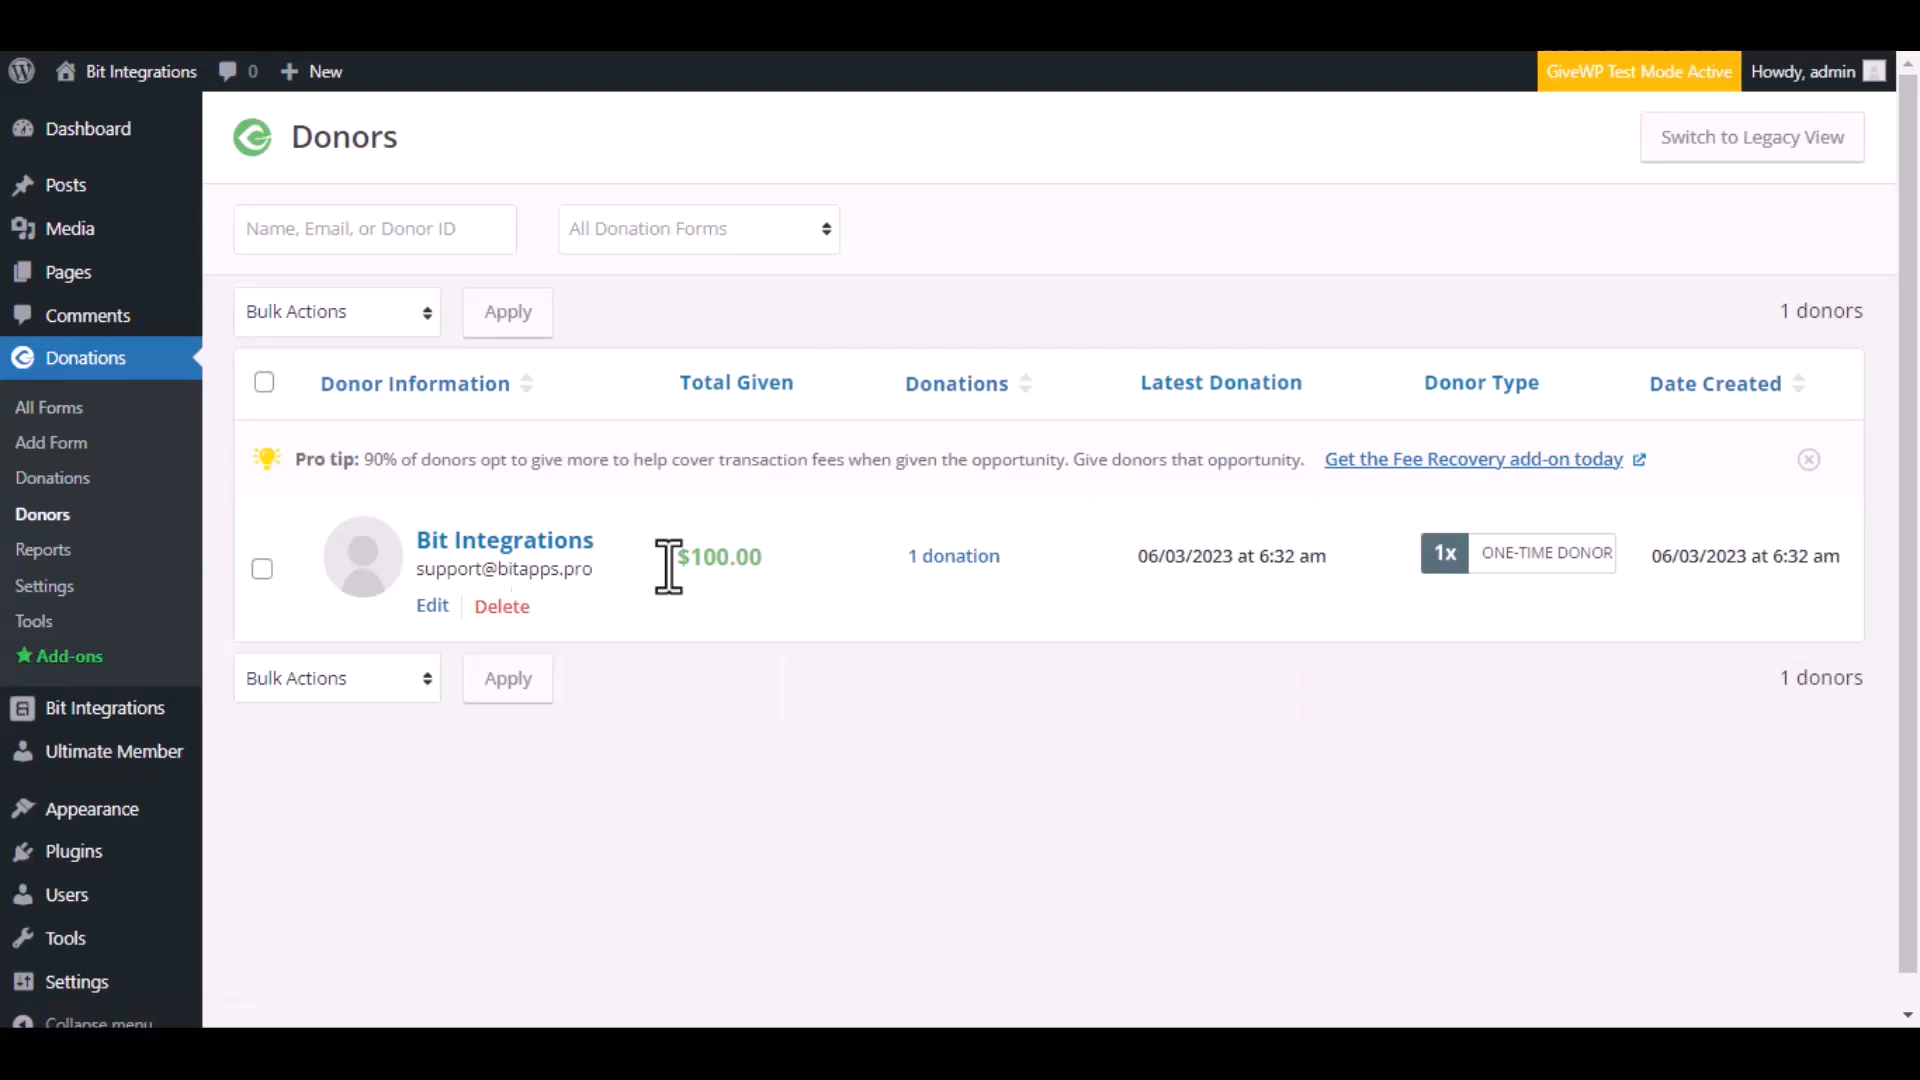 Bit Integrations 0 New GiveWP Test Mode Active Howdy, admin
Dashboard
Posts
Media
Pages
Comments
Donations
All Forms
Add Form
Donations
Donors
Reports
Settings
Tools
Add-ons
Bit Integrations
Ultimate Member
Appearance
Plugins
Users
Tools
Settings
Collapse menu
Donors
Switch to Legacy View
Name, Email, or Donor ID All Donation Forms
Bulk Actions Apply 1 donors
Donor Information Total Given Donations Latest Donation Donor Type Date Created
Pro tip: 90% of donors opt to give more to help cover transaction fees when given the opportunity. Give donors that opportunity. Get the Fee Recovery add-on today
Bit Integrations
support@bitapps.pro
Edit Delete
$100.00 1 donation 06/03/2023 at 6:32 am 1x ONE-TIME DONOR 06/03/2023 at 6:32 am
Bulk Actions Apply 1 donors